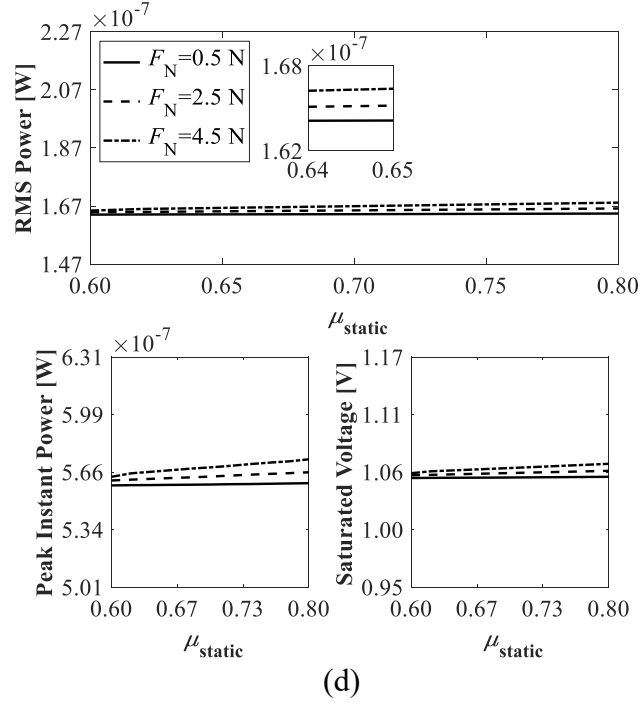 ×10⁻⁷
2.27
2.07
1.87
1.67
1.47
RMS Power [W]
F_N=0.5 N
F_N=2.5 N
F_N=4.5 N
×10⁻⁷
1.68
1.62
0.64 0.65
0.60 0.65 0.70 0.75 0.80
μ_static
×10⁻⁷
6.31
5.99
5.66
5.34
5.01
Peak Instant Power [W]
0.60 0.67 0.73 0.80
μ_static
1.17
1.11
1.06
1.00
0.95
Saturated Voltage [V]
0.60 0.67 0.73 0.80
μ_static
(d)